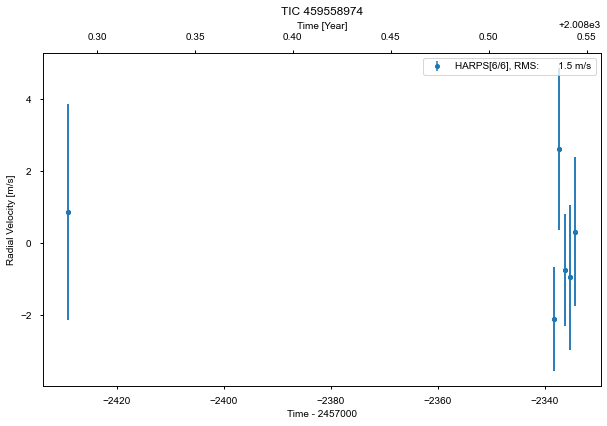 TIC 459558974
Time [Year]
+2.008e3
0.30 0.35 0.40 0.45 0.50 0.55
HARPS[6/6], RMS: 1.5 m/s
4
2
0
−2
Radial Velocity [m/s]
−2420 −2400 −2380 −2360 −2340
Time - 2457000